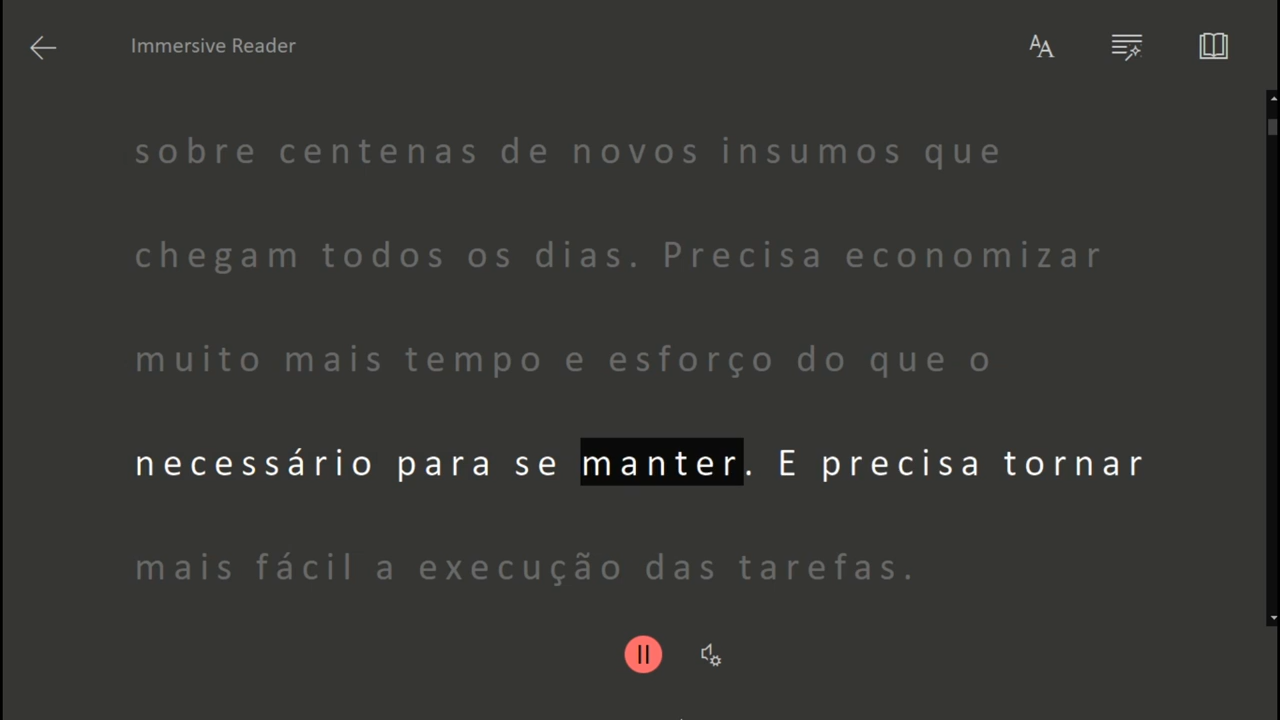 Immersive Reader
sobre centenas de novos insumos que
chegam todos os dias. Precisa economizar
muito mais tempo e esforço do que o
necessário para se manter. E precisa tornar
mais fácil a execução das tarefas.